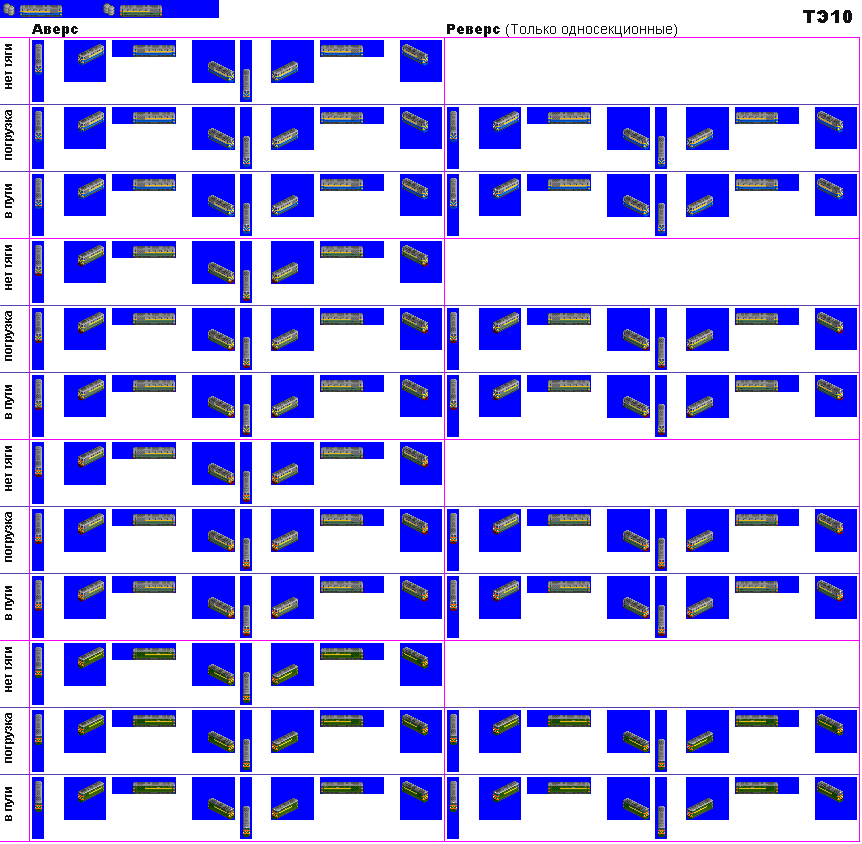 ТЭ10
Аверс
Реверс (Только односекционные)
нет тяги
погрузка
в пути
нет тяги
погрузка
в пути
нет тяги
погрузка
в пути
нет тяги
погрузка
в пути